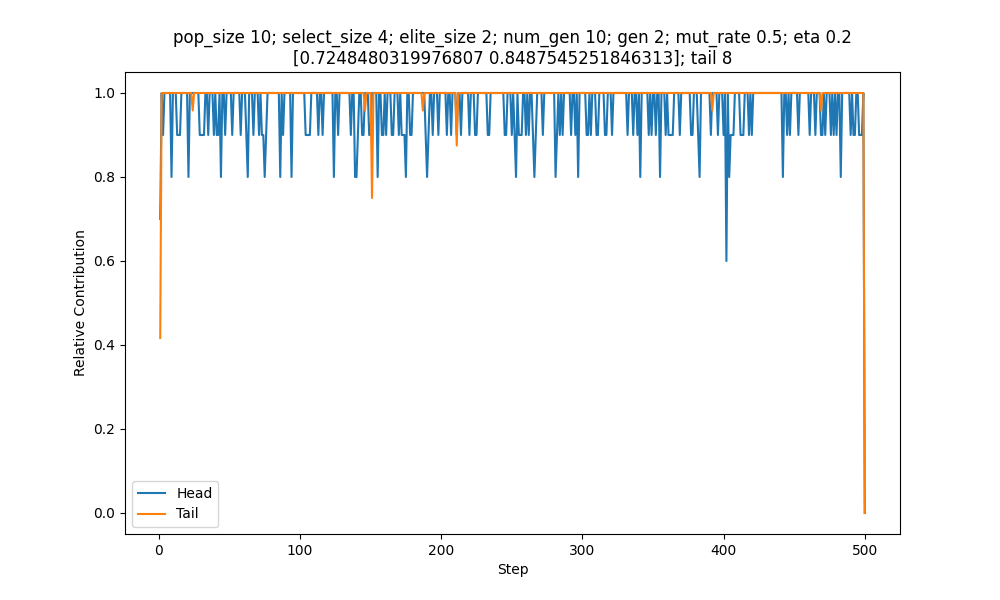 pop_size 10; select_size 4; elite_size 2; num_gen 10; gen 2; mut_rate 0.5; eta 0.2
[0.7248480319976807 0.8487545251846313]; tail 8
1.0
0.8
0.6
0.4
0.2
0.0
Relative Contribution
Head
Tail
0
100
200
300
400
500
Step